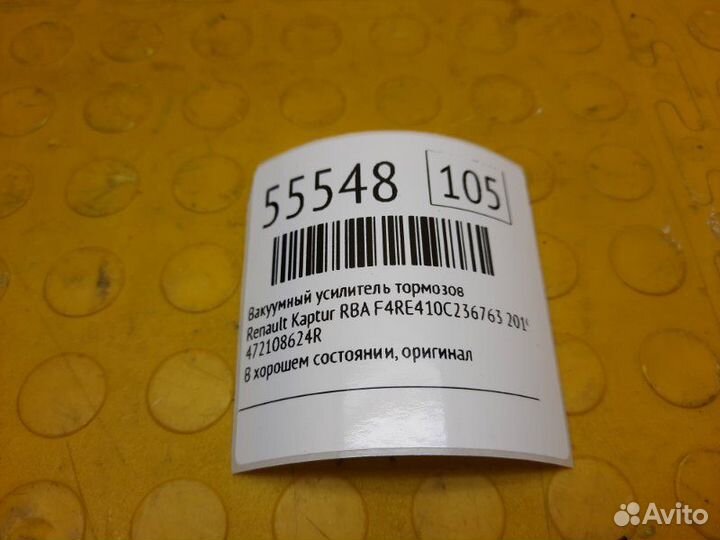 55548 105
Вакуумный усилитель тормозов
Renault Kaptur RBA F4RE410C236763
472108624R
В хорошем состоянии, оригинал
Avito